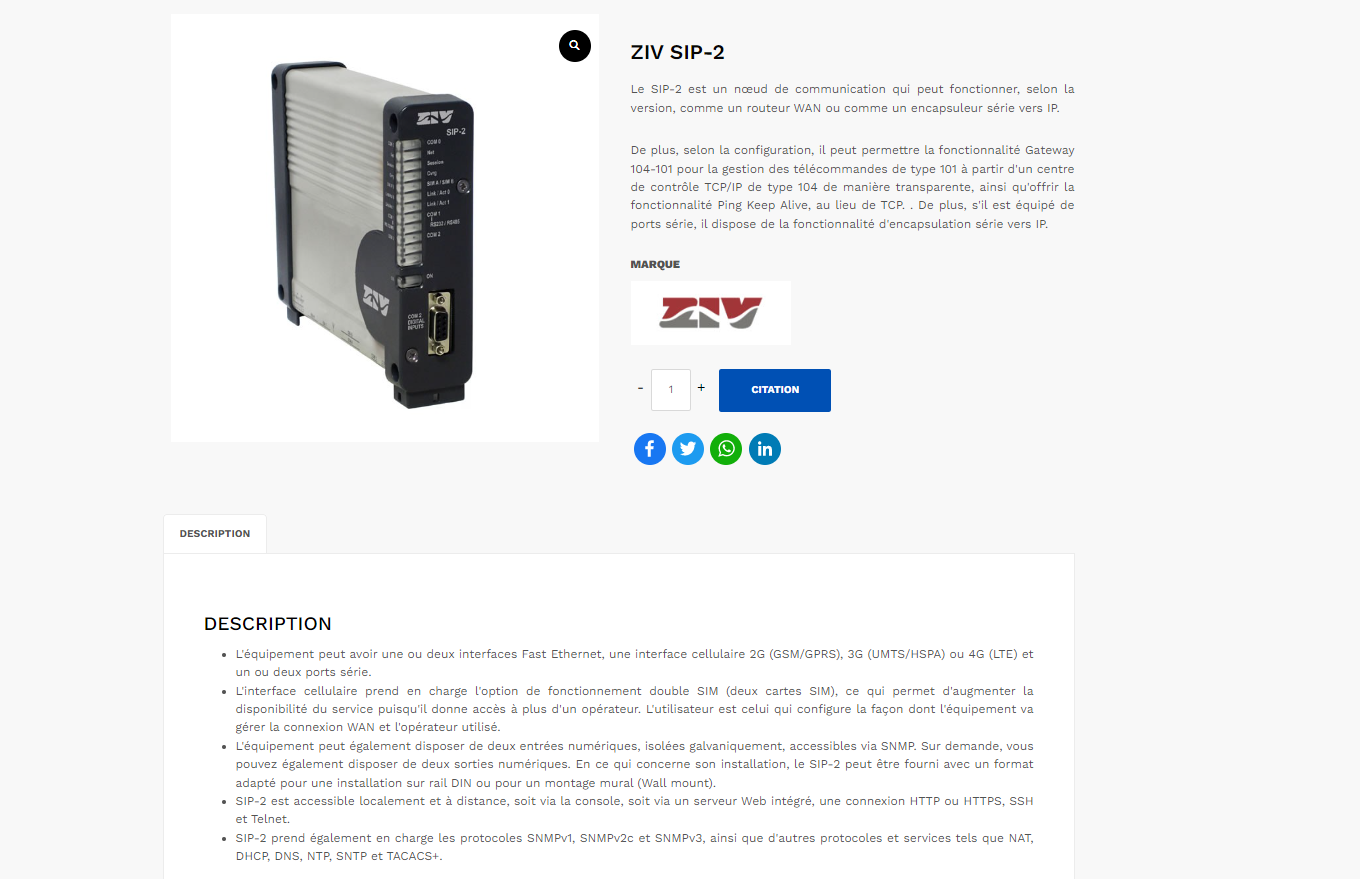 ZIV SIP-2
Le SIP-2 est un nœud de communication qui peut fonctionner, selon la
version, comme un routeur WAN ou comme un encapsuleur série vers IP.
De plus, selon la configuration, il peut permettre la fonctionnalité Gateway
104-101 pour la gestion des télécommandes de type 101 à partir d'un centre
de contrôle TCP/IP de type 104 de manière transparente, ainsi qu'offrir la
fonctionnalité Ping Keep Alive, au lieu de TCP. . De plus, s'il est équipé de
ports série, il dispose de la fonctionnalité d'encapsulation série vers IP.
MARQUE
ZIV
- 1 + CITATION
ZIV
SIP-2
COM 0
Net
Session
Cnfg
SIM A / SIM B
Link / Act 0
Link / Act 1
COM 1
RS232 / RS485
COM 2
ON
ZIV
COM 2
DIGITAL
INPUTS
DESCRIPTION
DESCRIPTION
• L'équipement peut avoir une ou deux interfaces Fast Ethernet, une interface cellulaire 2G (GSM/GPRS), 3G (UMTS/HSPA) ou 4G (LTE) et
un ou deux ports série.
• L'interface cellulaire prend en charge l'option de fonctionnement double SIM (deux cartes SIM), ce qui permet d'augmenter la
disponibilité du service puisqu'il donne accès à plus d'un opérateur. L'utilisateur est celui qui configure la façon dont l'équipement va
gérer la connexion WAN et l'opérateur utilisé.
• L'équipement peut également disposer de deux entrées numériques, isolées galvaniquement, accessibles via SNMP. Sur demande, vous
pouvez également disposer de deux sorties numériques. En ce qui concerne son installation, le SIP-2 peut être fourni avec un format
adapté pour une installation sur rail DIN ou pour un montage mural (Wall mount).
• SIP-2 est accessible localement et à distance, soit via la console, soit via un serveur Web intégré, une connexion HTTP ou HTTPS, SSH
et Telnet.
• SIP-2 prend également en charge les protocoles SNMPv1, SNMPv2c et SNMPv3, ainsi que d'autres protocoles et services tels que NAT,
DHCP, DNS, NTP, SNTP et TACACS+.